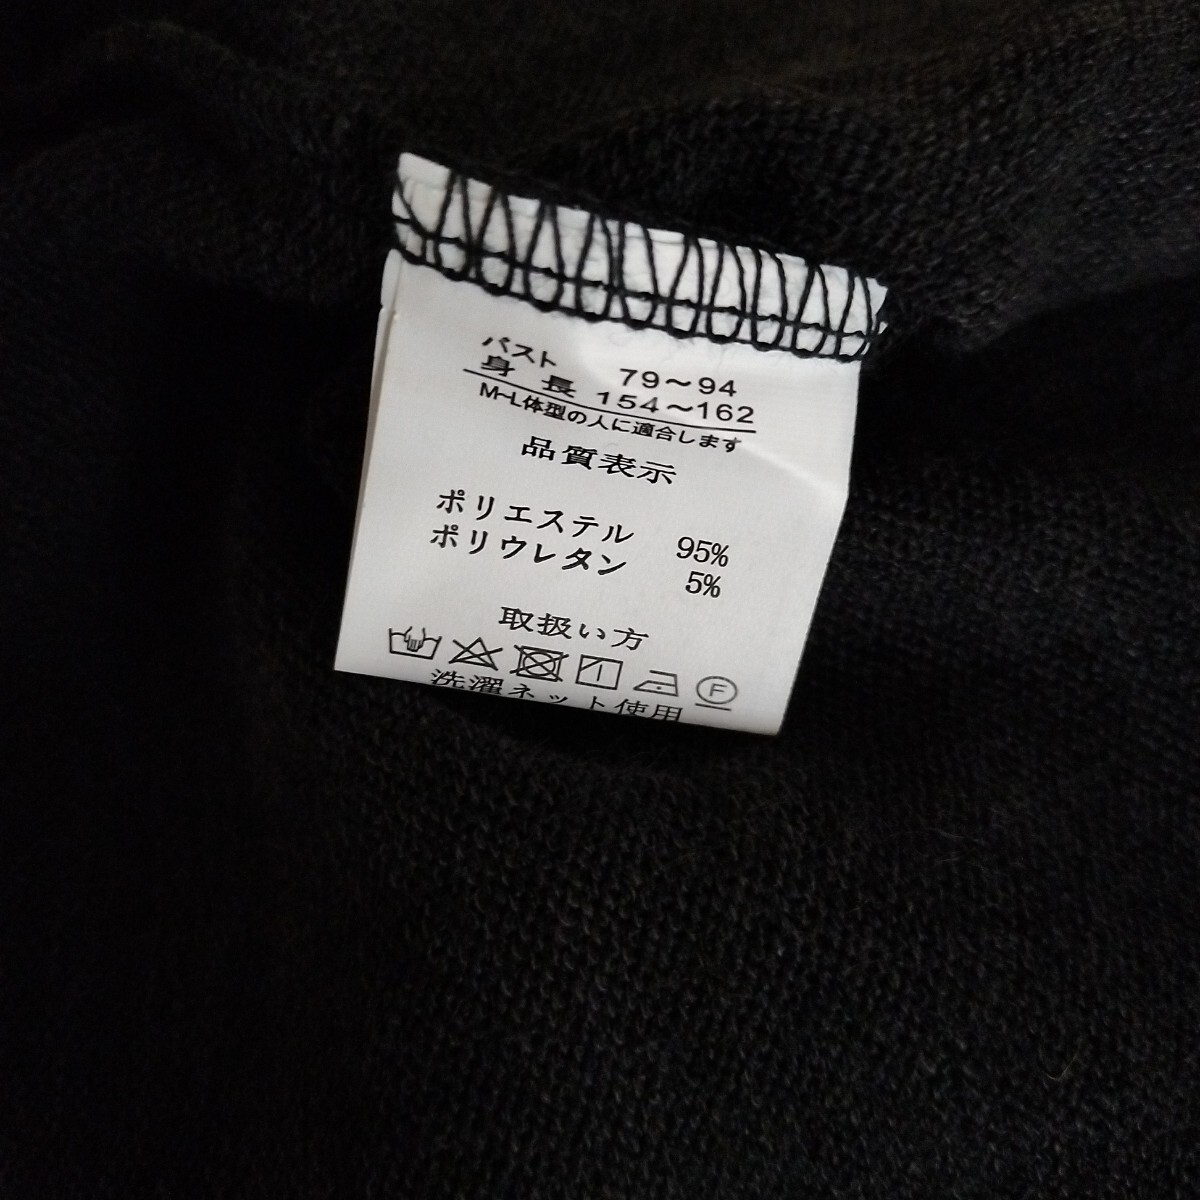 バスト 79～94
身 長 154～162
M-L体型の人に適合します
品質表示
ポリエステル 95%
ポリウレタン 5%
取扱い方
F
洗濯ネット使用